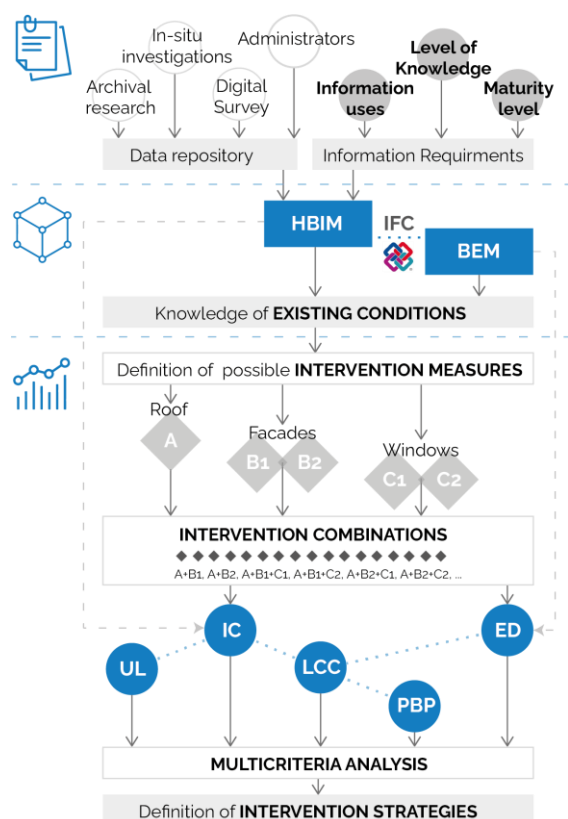 In-situ
investigations
Administrators
Archival
research
Digital
Survey
Information
uses
Level of
Knowledge
Maturity
level
Data repository
Information Requirments
HBIM
IFC
BEM
Knowledge of EXISTING CONDITIONS
Definition of possible INTERVENTION MEASURES
Roof
A
Facades
B1 B2
Windows
C1 C2
INTERVENTION COMBINATIONS
A+B1, A+B2, A+B1+C1, A+B1+C2, A+B2+C1, A+B2+C2, ...
IC
ED
UL
LCC
PBP
MULTICRITERIA ANALYSIS
Definition of INTERVENTION STRATEGIES